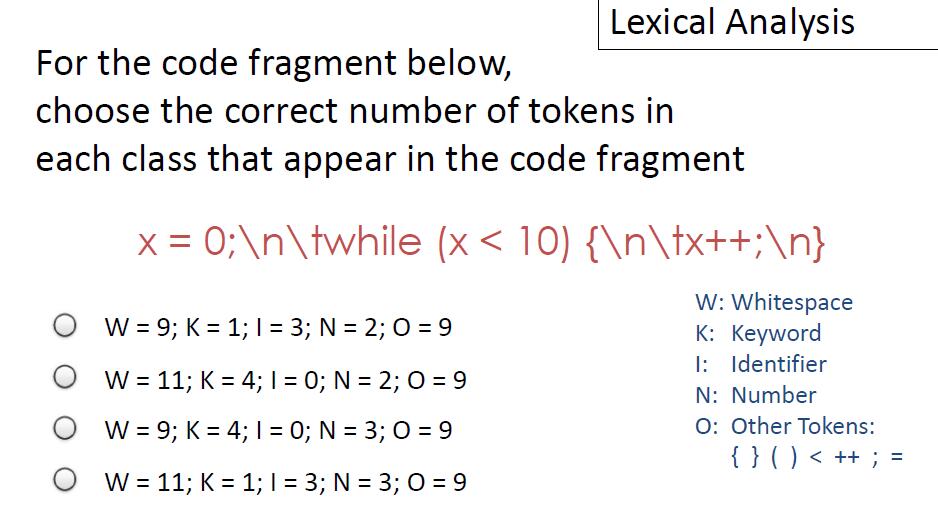 Lexical Analysis
For the code fragment below,
choose the correct number of tokens in
each class that appear in the code fragment
x = 0;\n\twhile (x < 10) {\n\tx++;\n}
W = 9; K = 1; I = 3; N = 2; O = 9
W = 11; K = 4; I = 0; N = 2; O = 9
W = 9; K = 4; I = 0; N = 3; O = 9
W = 11; K = 1; I = 3; N = 3; O = 9
W: Whitespace
K: Keyword
I: Identifier
N: Number
O: Other Tokens:
{ } ( ) < ++ ; =